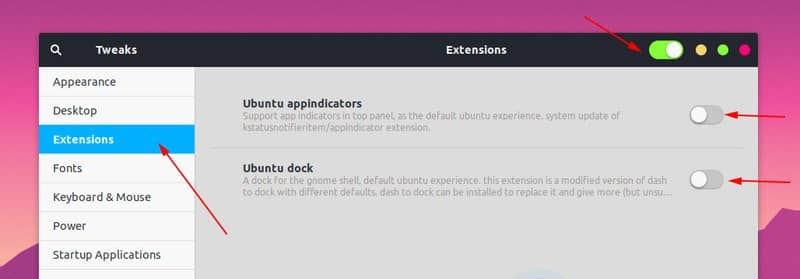 Tweaks
Extensions
Appearance
Desktop
Extensions
Fonts
Keyboard & Mouse
Power
Startup Applications
Ubuntu appindicators
Support app indicators in top panel, as the default ubuntu experience. system update of
kstatusnotifieritem/appindicator extension.
Ubuntu dock
A dock for the gnome shell, default ubuntu experience. this extension is a modified version of dash
to dock with different defaults. dash to dock can be installed to replace it and give more (but unsu…